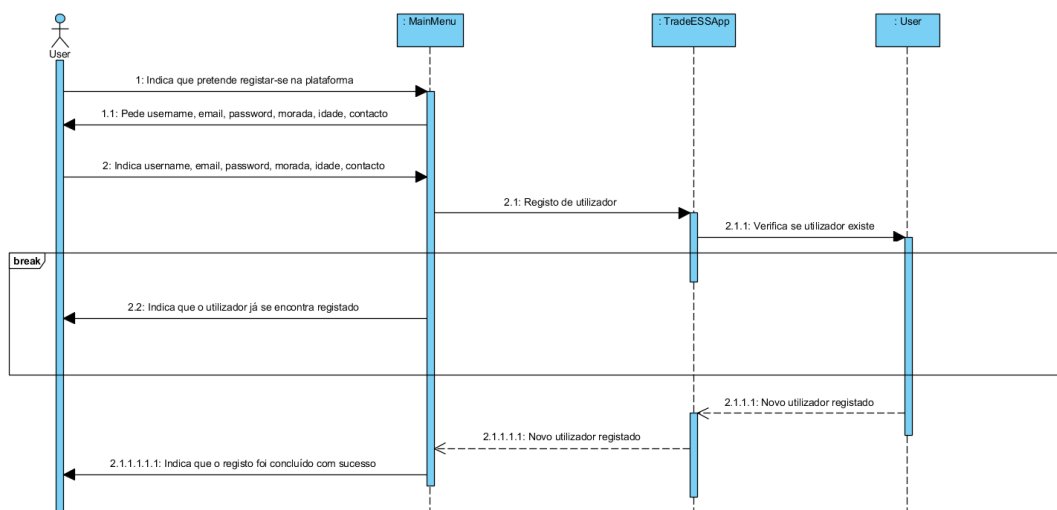 : MainMenu
: TradeESSApp
: User
User
1: Indica que pretende registar-se na plataforma
1.1: Pede username, email, password, morada, idade, contacto
2: Indica username, email, password, morada, idade, contacto
2.1: Registo de utilizador
2.1.1: Verifica se utilizador existe
break
2.2: Indica que o utilizador já se encontra registado
2.1.1.1: Novo utilizador registado
2.1.1.1.1: Novo utilizador registado
2.1.1.1.1.1: Indica que o registo foi concluído com sucesso